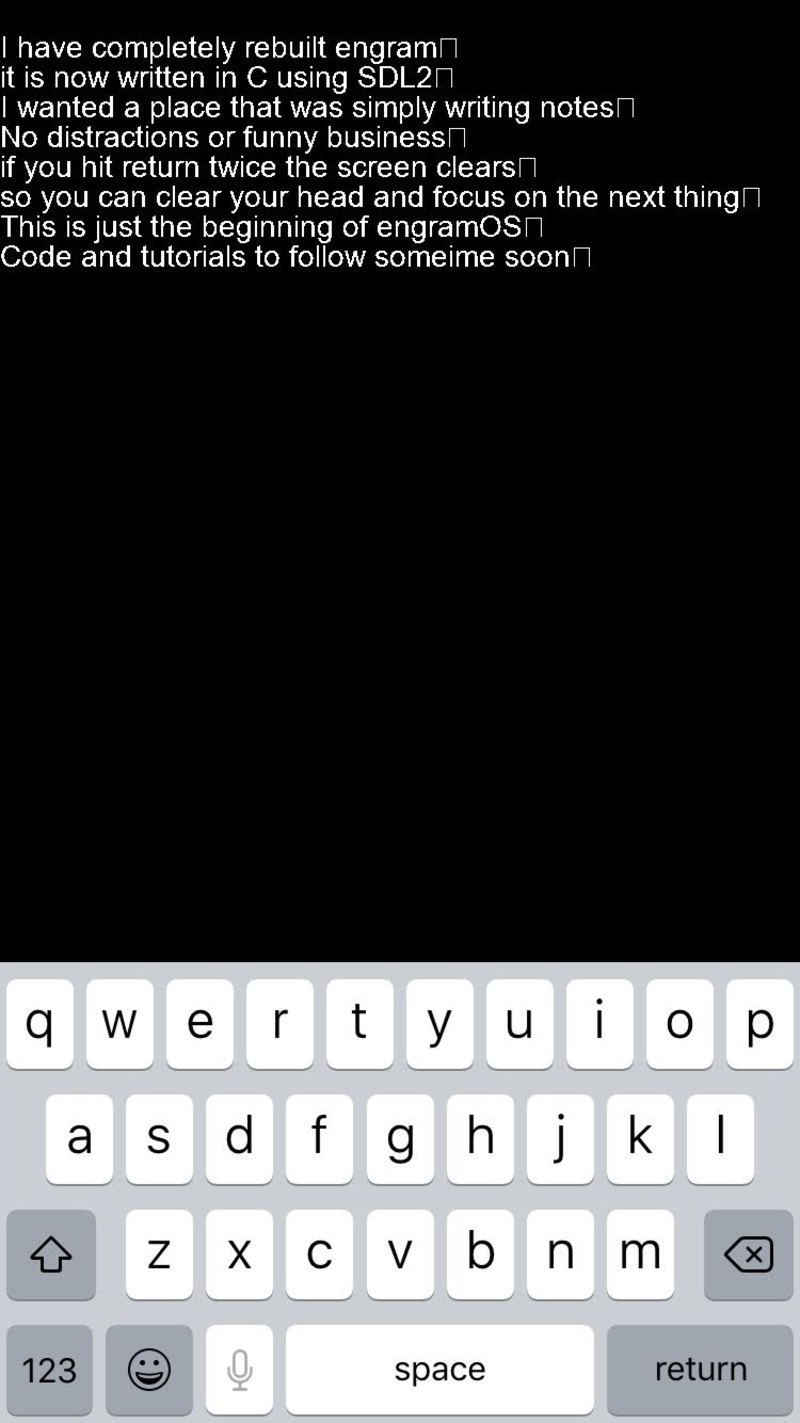 I have completely rebuilt engram□
it is now written in C using SDL2□
I wanted a place that was simply writing notes□
No distractions or funny business□
if you hit return twice the screen clears□
so you can clear your head and focus on the next thing□
This is just the beginning of engramOS□
Code and tutorials to follow someime soon□
q w e r t y u i o p
a s d f g h j k l
z x c v b n m
123 space return